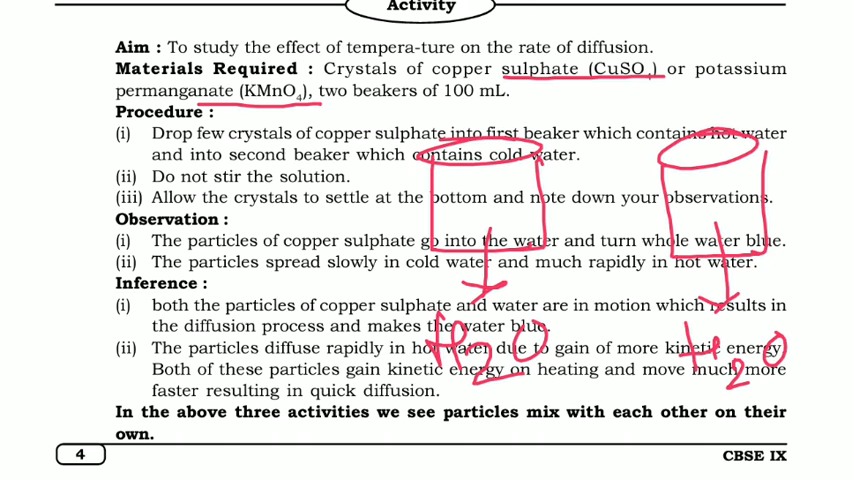 Activity
Aim : To study the effect of tempera-ture on the rate of diffusion.
Materials Required : Crystals of copper sulphate (CuSO4) or potassium
permanganate (KMnO4), two beakers of 100 mL.
Procedure :
(i) Drop few crystals of copper sulphate into first beaker which contains hot water
and into second beaker which contains cold water.
(ii) Do not stir the solution.
(iii) Allow the crystals to settle at the bottom and note down your observations.
Observation :
(i) The particles of copper sulphate go into the water and turn whole water blue.
(ii) The particles spread slowly in cold water and much rapidly in hot water.
Inference :
(i) both the particles of copper sulphate and water are in motion which results in
the diffusion process and makes the water blue.
(ii) The particles diffuse rapidly in hot water due to gain of more kinetic energy.
Both of these particles gain kinetic energy on heating and move much more
faster resulting in quick diffusion.
H2O H2O
In the above three activities we see particles mix with each other on their
own.
4 CBSE IX